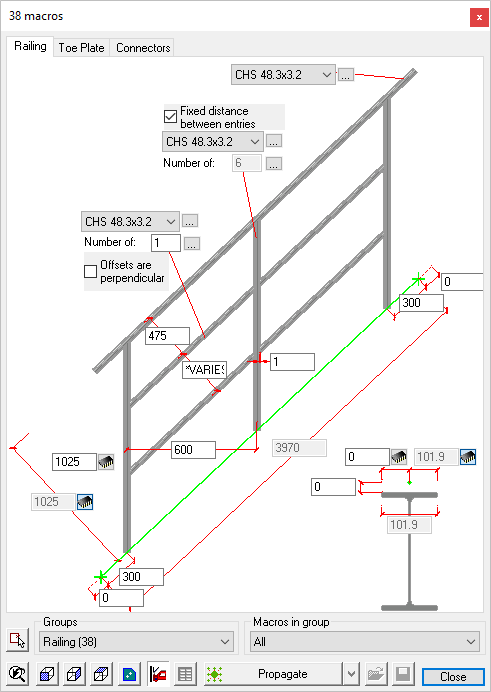 38 macros
Railing
Toe Plate
Connectors
CHS 48.3x3.2
...
Fixed distance
between entries
CHS 48.3x3.2
...
Number of:
6
...
CHS 48.3x3.2
...
Number of:
1
...
Offsets are
perpendicular
0
300
475
*VARIES
1
600
3970
1025
1025
0
101.9
0
101.9
300
0
Groups
Macros in group
Railing (38)
All
Propagate
Close